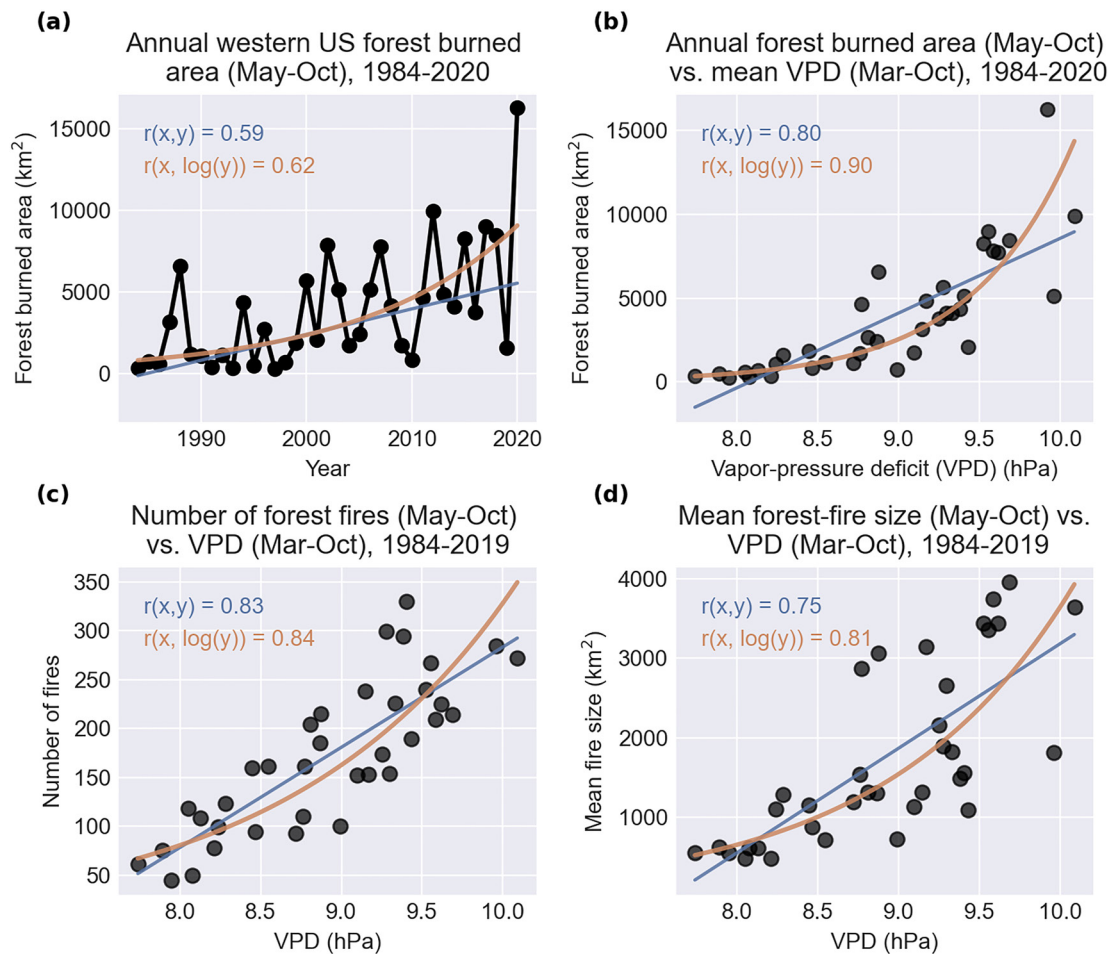 (a)
Annual western US forest burned
area (May-Oct), 1984-2020
r(x,y) = 0.59
r(x, log(y)) = 0.62
Forest burned area (km²)
15000
10000
5000
0
1990
2000
2010
2020
Year
(b)
Annual forest burned area (May-Oct)
vs. mean VPD (Mar-Oct), 1984-2020
r(x,y) = 0.80
r(x, log(y)) = 0.90
Forest burned area (km²)
15000
10000
5000
0
8.0
8.5
9.0
9.5
10.0
Vapor-pressure deficit (VPD) (hPa)
(c)
Number of forest fires (May-Oct)
vs. VPD (Mar-Oct), 1984-2019
r(x,y) = 0.83
r(x, log(y)) = 0.84
Number of fires
350
300
250
200
150
100
50
8.0
8.5
9.0
9.5
10.0
VPD (hPa)
(d)
Mean forest-fire size (May-Oct) vs.
VPD (Mar-Oct), 1984-2019
r(x,y) = 0.75
r(x, log(y)) = 0.81
Mean fire size (km²)
4000
3000
2000
1000
8.0
8.5
9.0
9.5
10.0
VPD (hPa)